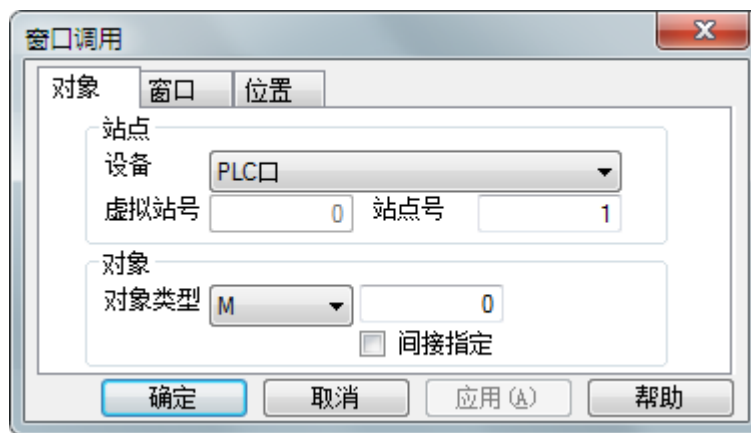 窗口调用
对象 窗口 位置
站点
设备 PLC口
虚拟站号 0 站点号 1
对象
对象类型 M 0
间接指定
确定 取消 应用(A) 帮助